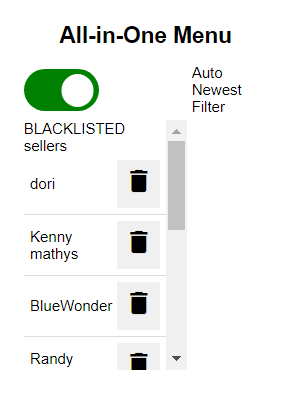 All-in-One Menu
Auto
Newest
Filter
BLACKLISTED
sellers
dori
Kenny
mathys
BlueWonder
Randy